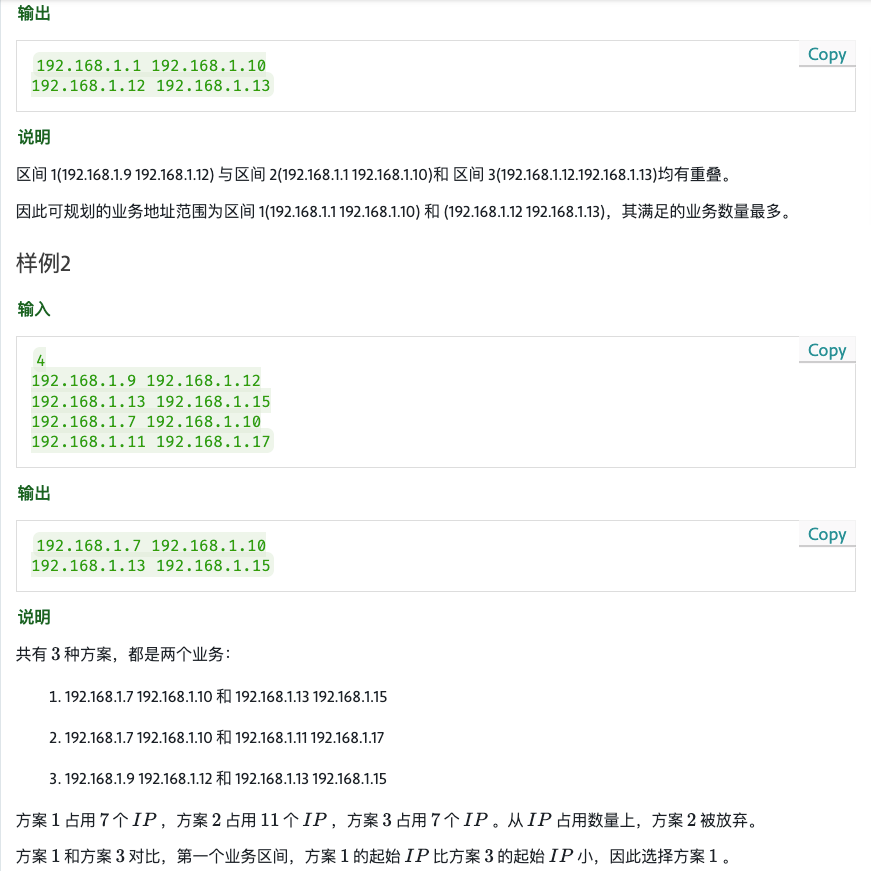 输出
Copy
192.168.1.1 192.168.1.10
192.168.1.12 192.168.1.13
说明
区间 1(192.168.1.9 192.168.1.12) 与区间 2(192.168.1.1 192.168.1.10)和 区间 3(192.168.1.12.192.168.1.13)均有重叠。
因此可规划的业务地址范围为区间 1(192.168.1.1 192.168.1.10) 和 (192.168.1.12 192.168.1.13)，其满足的业务数量最多。
样例2
输入
Copy
4
192.168.1.9 192.168.1.12
192.168.1.13 192.168.1.15
192.168.1.7 192.168.1.10
192.168.1.11 192.168.1.17
输出
Copy
192.168.1.7 192.168.1.10
192.168.1.13 192.168.1.15
说明
共有 3 种方案，都是两个业务：
1. 192.168.1.7 192.168.1.10 和 192.168.1.13 192.168.1.15
2. 192.168.1.7 192.168.1.10 和 192.168.1.11 192.168.1.17
3. 192.168.1.9 192.168.1.12 和 192.168.1.13 192.168.1.15
方案 1 占用 7 个 IP ，方案 2 占用 11 个 IP ，方案 3 占用 7 个 IP 。从 IP 占用数量上，方案 2 被放弃。
方案 1 和方案 3 对比，第一个业务区间，方案 1 的起始 IP 比方案 3 的起始 IP 小，因此选择方案 1 。